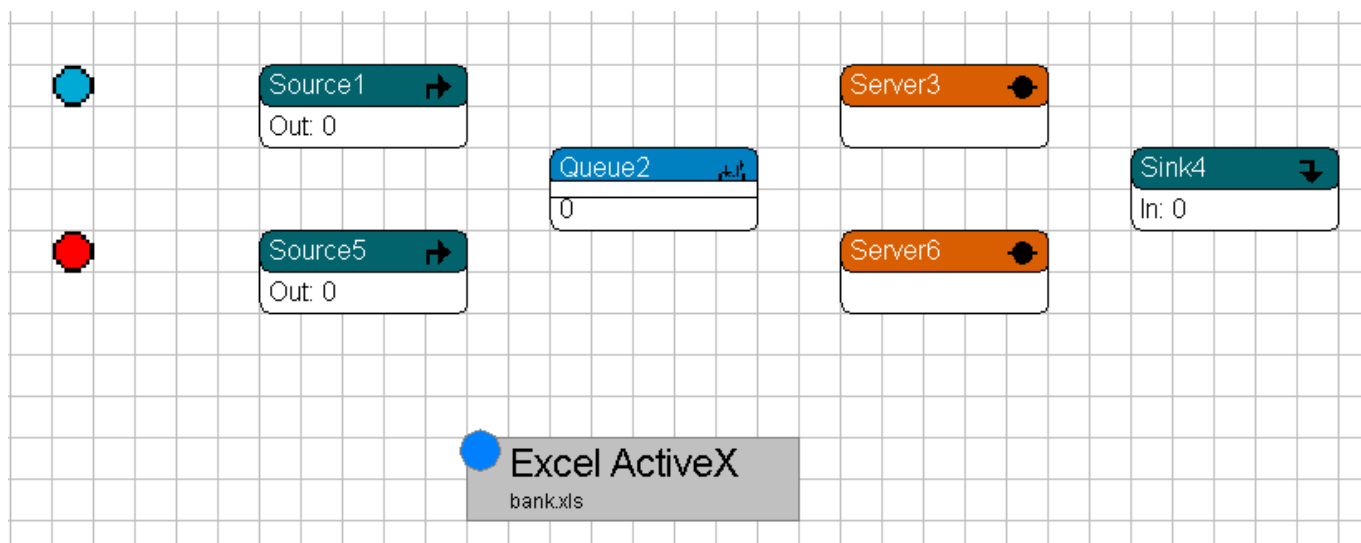 Source1
Out: 0
Server3
Queue2
0
Sink4
In: 0
Source5
Out: 0
Server6
Excel ActiveX
bank.xls